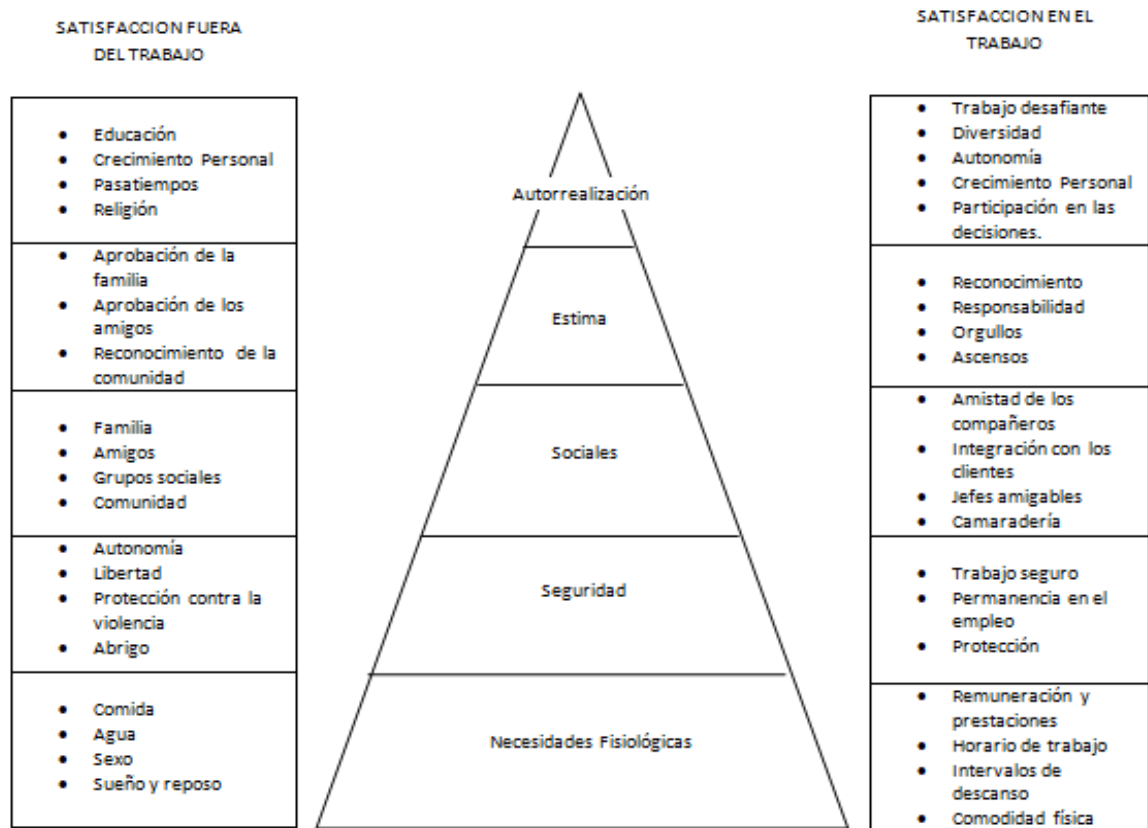 SATISFACCION FUERA
DEL TRABAJO
• Educación
• Crecimiento Personal
• Pasatiempos
• Religión
• Aprobación de la
familia
• Aprobación de los
amigos
• Reconocimiento de la
comunidad
• Familia
• Amigos
• Grupos sociales
• Comunidad
• Autonomía
• Libertad
• Protección contra la
violencia
• Abrigo
• Comida
• Agua
• Sexo
• Sueño y reposo
Autorrealización
Estima
Sociales
Seguridad
Necesidades Fisiológicas
SATISFACCION EN EL
TRABAJO
• Trabajo desafiante
• Diversidad
• Autonomía
• Crecimiento Personal
• Participación en las
decisiones.
• Reconocimiento
• Responsabilidad
• Orgullos
• Ascensos
• Amistad de los
compañeros
• Integración con los
clientes
• Jefes amigables
• Camaradería
• Trabajo seguro
• Permanencia en el
empleo
• Protección
• Remuneración y
prestaciones
• Horario de trabajo
• Intervalos de
descanso
• Comodidad física